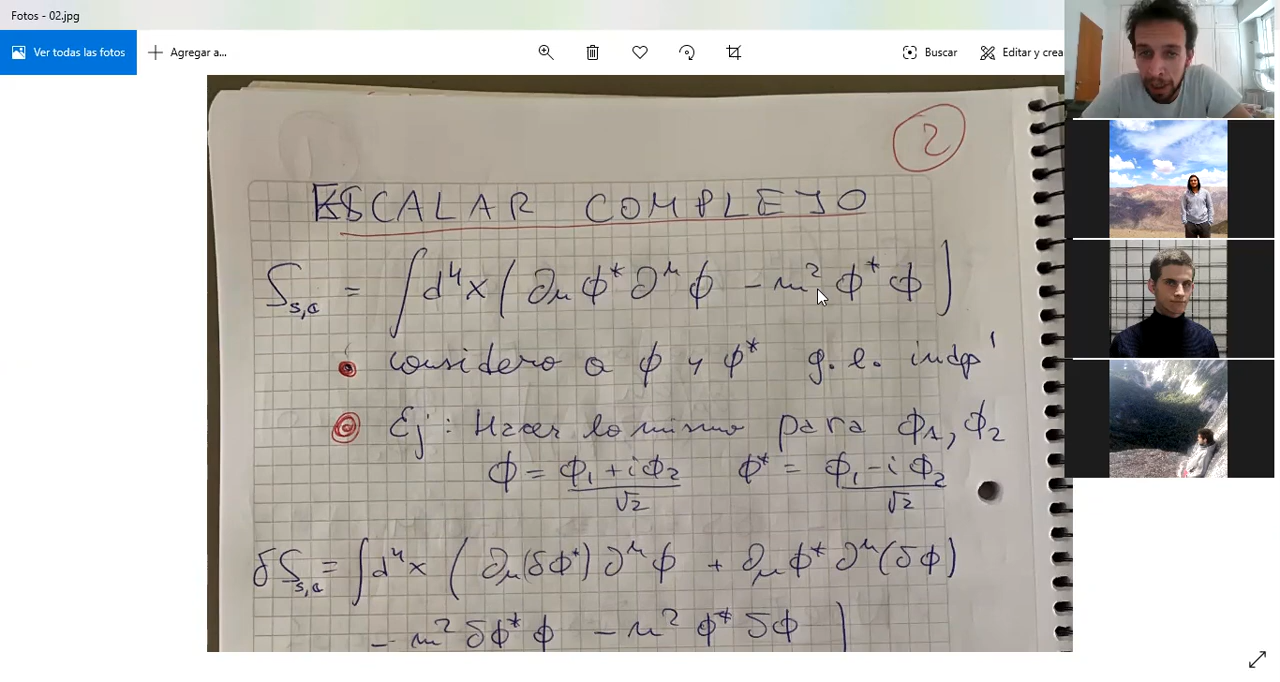 Fotos - 02.jpg
Ver todas las fotos
Agregar a...
Buscar
Editar y crea
2
ESCALAR COMPLEJO
S_{s,c} = ∫ d⁴x ( ∂_μ ϕ* ∂^μ ϕ - m² ϕ* ϕ )
considero a ϕ y ϕ* g.l. indep
Ej: Hacer lo mismo para ϕ₁, ϕ₂
ϕ = (ϕ₁ + iϕ₂)/√2 ϕ* = (ϕ₁ - iϕ₂)/√2
δS_{s,c} = ∫ d⁴x ( ∂_μ(δϕ*) ∂^μ ϕ + ∂_μ ϕ* ∂^μ (δϕ)
- m² δϕ* ϕ - m² ϕ* δϕ )